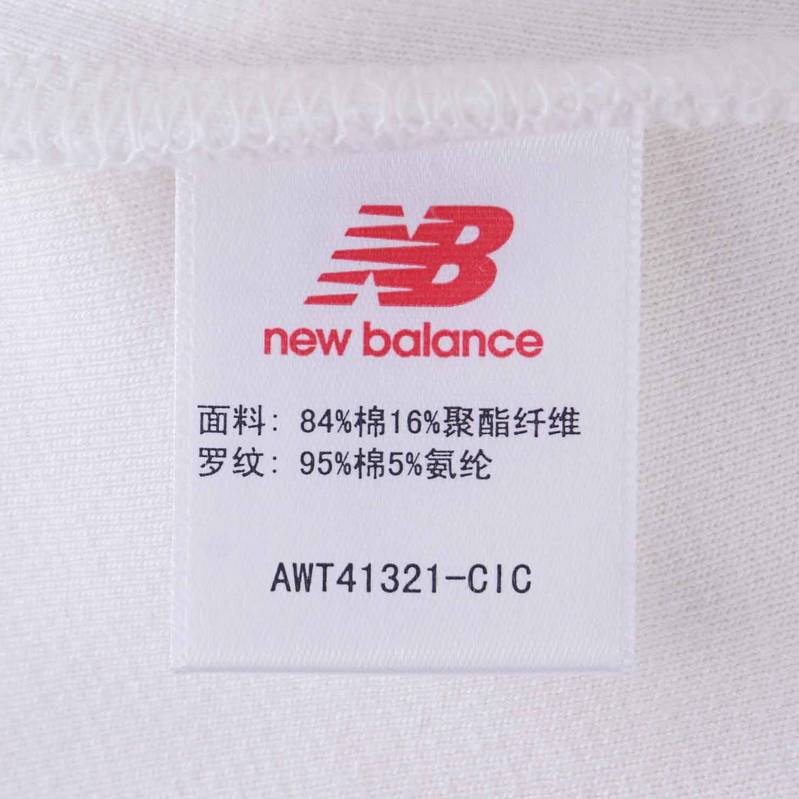 NB
new balance
面料: 84%棉16%聚酯纤维
罗纹: 95%棉5%氨纶
AWT41321-CIC